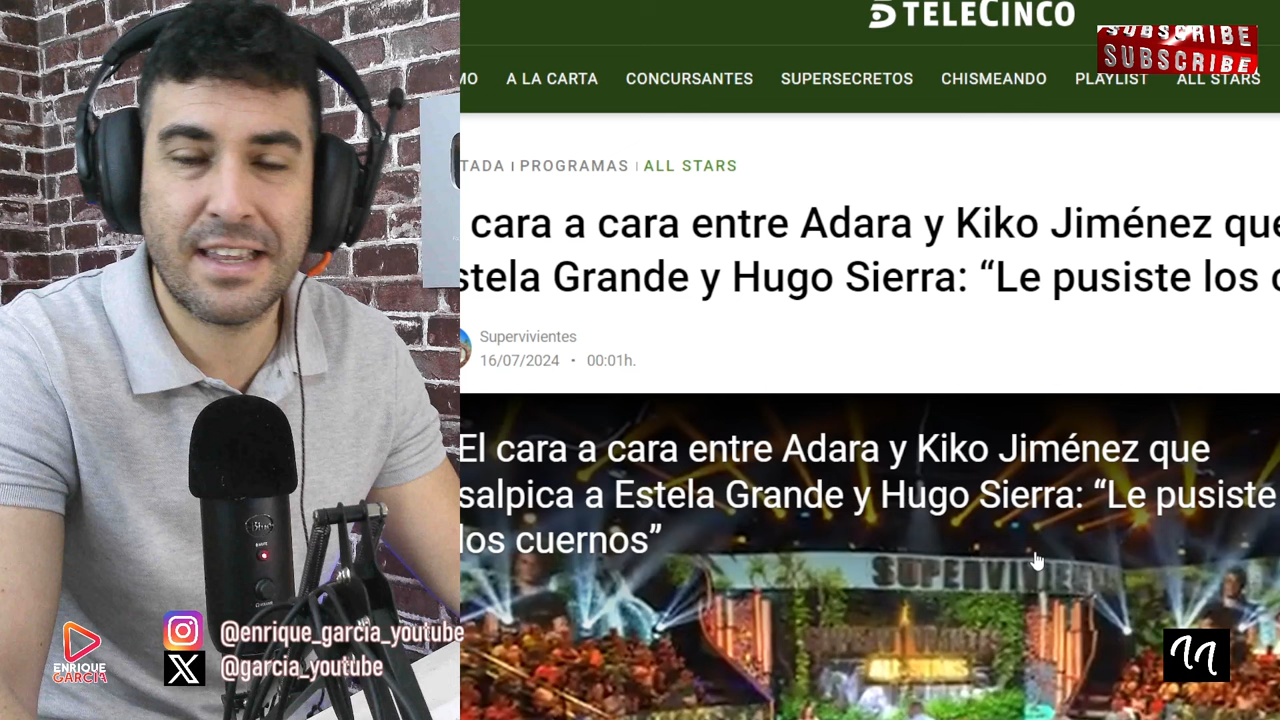 TELECINCO
SUBSCRIBE
SUBSCRIBE
MO A LA CARTA CONCURSANTES SUPERSECRETOS CHISMEANDO PLAYLIST ALL STARS
TADA PROGRAMAS ALL STARS
cara a cara entre Adara y Kiko Jiménez que
stela Grande y Hugo Sierra: “Le pusiste los c
Supervivientes
16/07/2024 • 00:01h.
El cara a cara entre Adara y Kiko Jiménez que
salpica a Estela Grande y Hugo Sierra: “Le pusiste
los cuernos”
SUPERVIVIEN
ALL STARS
Blue
@enrique_garcia_youtube
@garcia_youtube
ENRIQUE
GARCIA